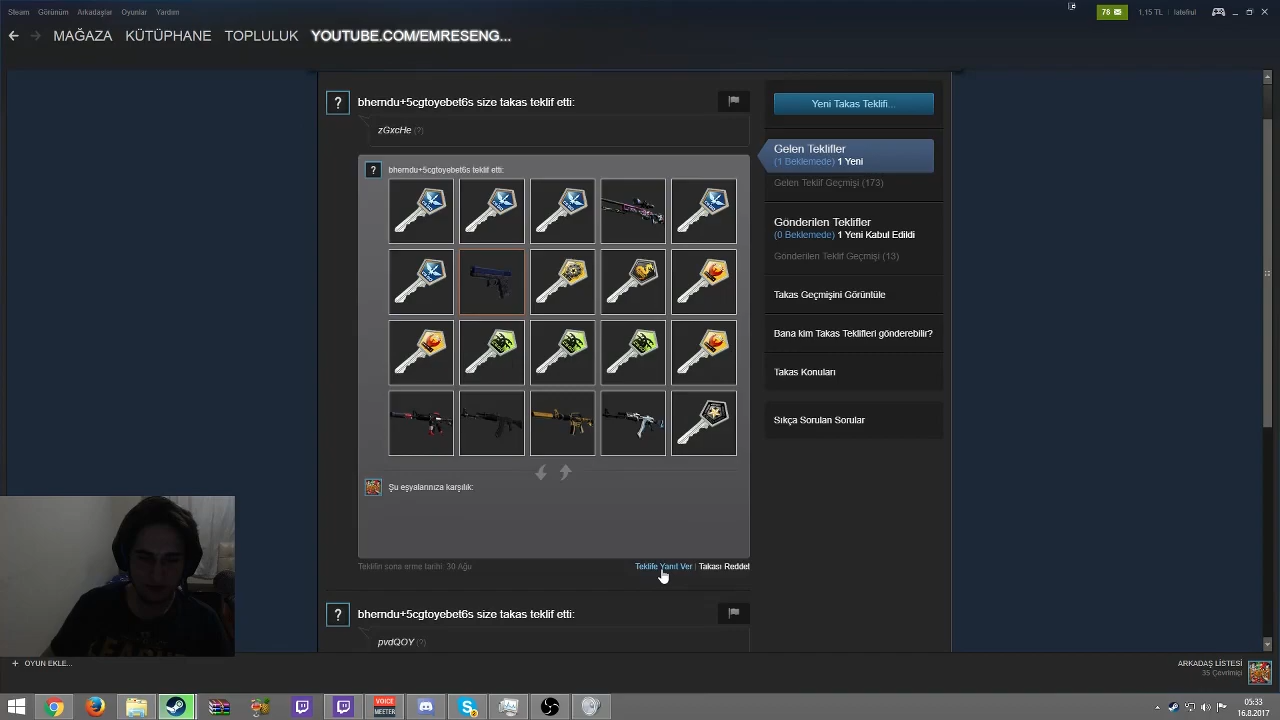 Steam Görünüm Arkadaşlar Oyunlar Yardım
78 1,15 TL latefrul
MAĞAZA KÜTÜPHANE TOPLULUK YOUTUBE.COM/EMRESENG...
bherndu+5cgtoyebet6s size takas teklif etti:
zGxcHe (?)
bherndu+5cgtoyebet6s teklif etti:
Şu eşyalarınıza karşılık:
Teklifin sona erme tarihi: 30 Ağu
Teklife Yanıt Ver | Takası Reddet
bherndu+5cgtoyebet6s size takas teklif etti:
pvdQOY (?)
Yeni Takas Teklifi...
Gelen Teklifler
(1 Beklemede) 1 Yeni
Gelen Teklif Geçmişi (173)
Gönderilen Teklifler
(0 Beklemede) 1 Yeni Kabul Edildi
Gönderilen Teklif Geçmişi (13)
Takas Geçmişini Görüntüle
Bana kim Takas Teklifleri gönderebilir?
Takas Konuları
Sıkça Sorulan Sorular
+ OYUN EKLE...
ARKADAŞ LİSTESİ
35 Çevrimiçi
VOICE
MEETER
05:33
16.8.2017